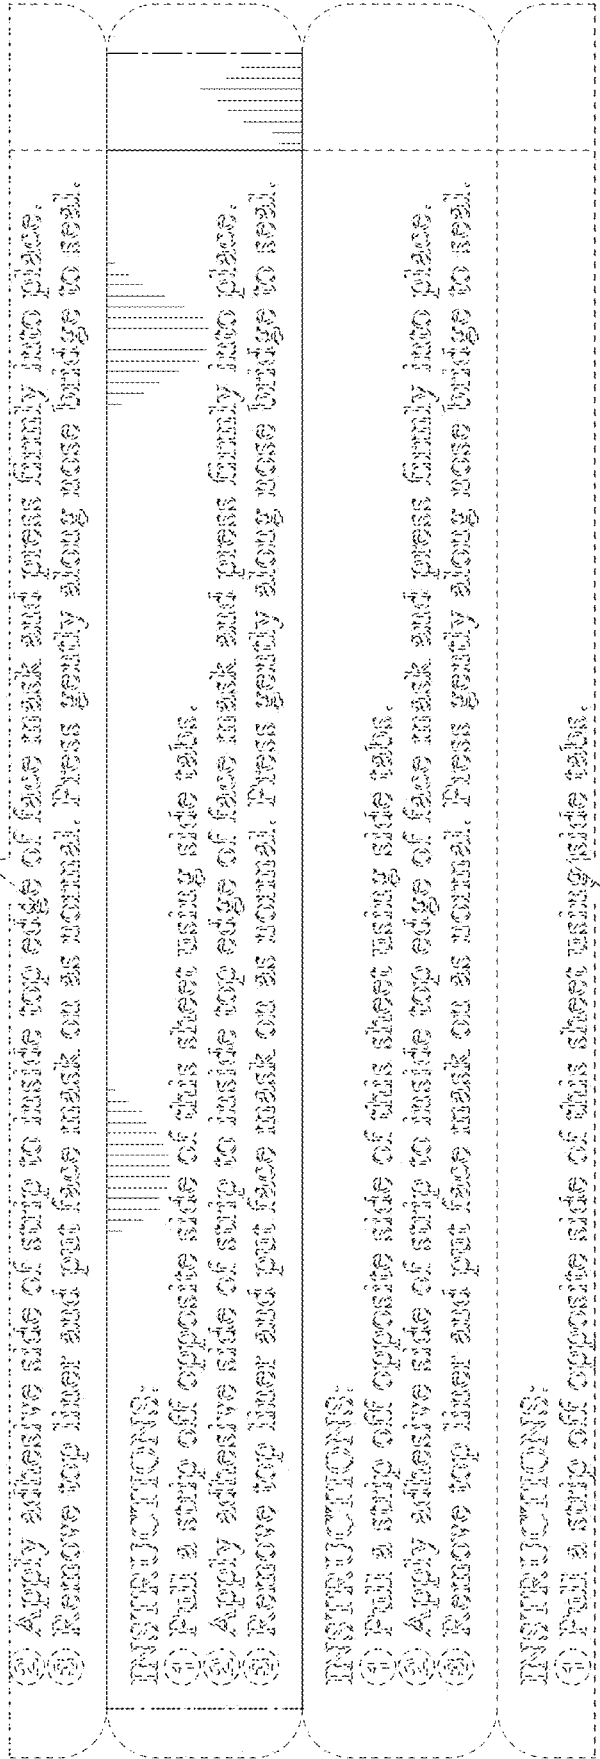 ② Apply adhesive side of strip to inside top edge of face mask and press firmly into place.
③ Remove top liner and put face mask on as normal. Press gently along nose bridge to seal.
INSTRUCTIONS:
① Pull a strip off opposite side of this sheet using side tabs.
② Apply adhesive side of strip to inside top edge of face mask and press firmly into place.
③ Remove top liner and put face mask on as normal. Press gently along nose bridge to seal.
INSTRUCTIONS:
① Pull a strip off opposite side of this sheet using side tabs.
② Apply adhesive side of strip to inside top edge of face mask and press firmly into place.
③ Remove top liner and put face mask on as normal. Press gently along nose bridge to seal.
INSTRUCTIONS:
① Pull a strip off opposite side of this sheet using side tabs.